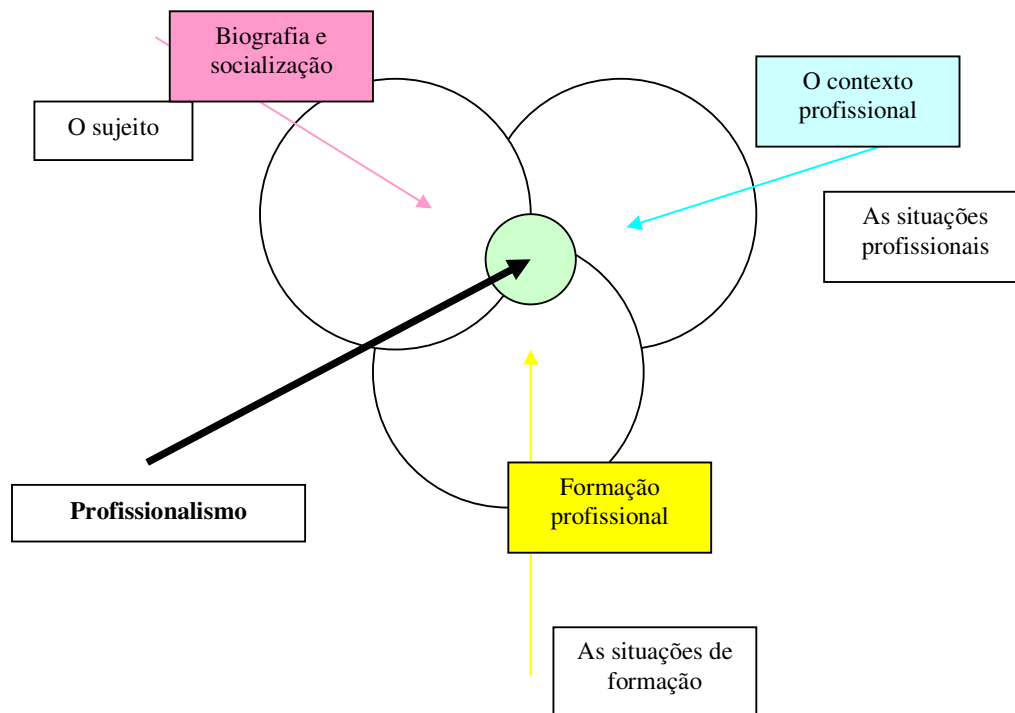 Biografia e
socialização
O sujeito
O contexto
profissional
As situações
profissionais
Profissionalismo
Formação
profissional
As situações de
formação